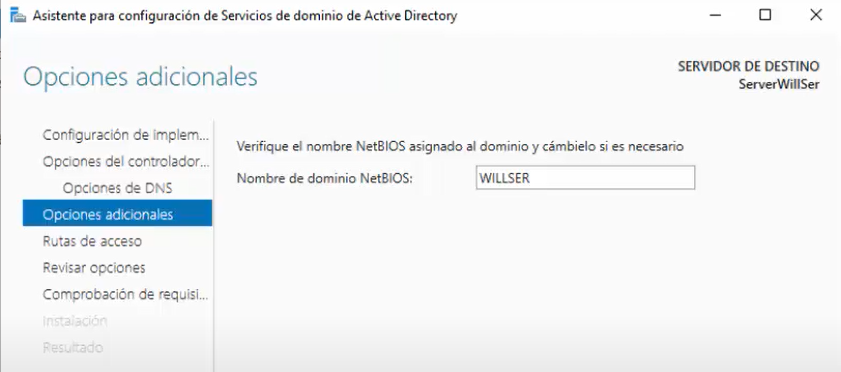 Asistente para configuración de Servicios de dominio de Active Directory
Opciones adicionales
SERVIDOR DE DESTINO
ServerWillSer
Configuración de implem...
Opciones del controlador...
Opciones de DNS
Opciones adicionales
Rutas de acceso
Revisar opciones
Comprobación de requisi...
Instalación
Resultado
Verifique el nombre NetBIOS asignado al dominio y cámbielo si es necesario
Nombre de dominio NetBIOS: WILLSER